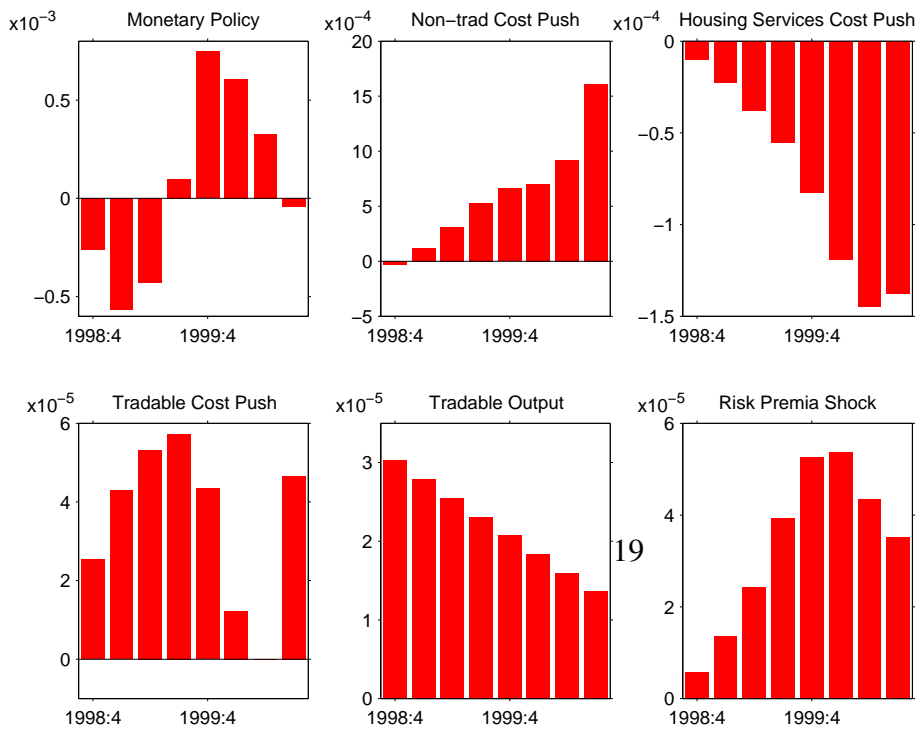 Monetary Policy
x10−3
0.5
0
−0.5
1998:4 1999:4
Non−trad Cost Push
x10−4
20
15
10
5
0
−5
1998:4 1999:4
Housing Services Cost Push
x10−4
0
−0.5
−1
−1.5
1998:4 1999:4
Tradable Cost Push
x10−5
6
4
2
0
1998:4 1999:4
Tradable Output
x10−5
3
2
1
0
1998:4 1999:4
19
Risk Premia Shock
x10−5
6
4
2
0
1998:4 1999:4